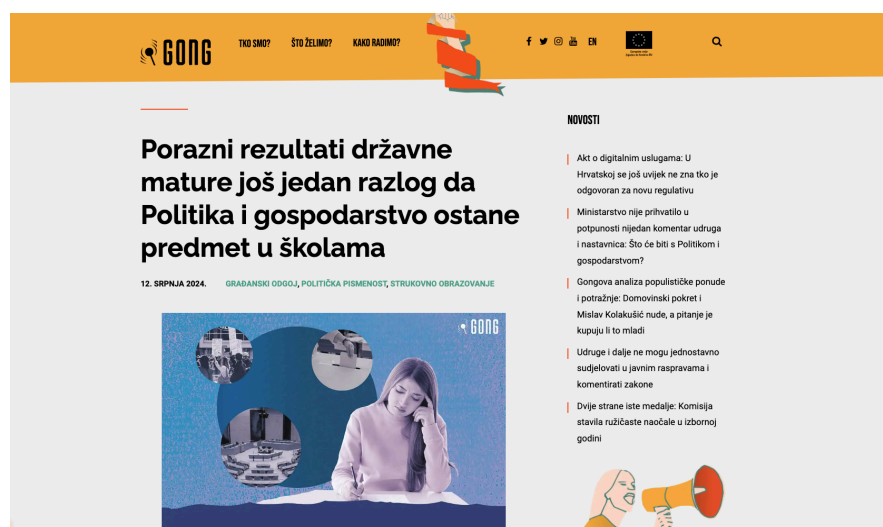 GONG
TKO SMO?
ŠTO ŽELIMO?
KAKO RADIMO?
EN
Porazni rezultati državne
mature još jedan razlog da
Politika i gospodarstvo ostane
predmet u školama
12. SRPNJA 2024.
GRAĐANSKI ODGOJ, POLITIČKA PISMENOST, STRUKOVNO OBRAZOVANJE
GONG
NOVOSTI
Akt o digitalnim uslugama: U
Hrvatskoj se još uvijek ne zna tko je
odgovoran za novu regulativu
Ministarstvo nije prihvatilo u
potpunosti nijedan komentar udruga
i nastavnica: Što će biti s Politikom i
gospodarstvom?
Gongova analiza populističke ponude
i potražnje: Domovinski pokret i
Mislav Kolakušić nude, a pitanje je
kupuju li to mladi
Udruge i dalje ne mogu jednostavno
sudjelovati u javnim raspravama i
komentirati zakone
Dvije strane iste medalje: Komisija
stavila ružičaste naočale u izbornoj
godini